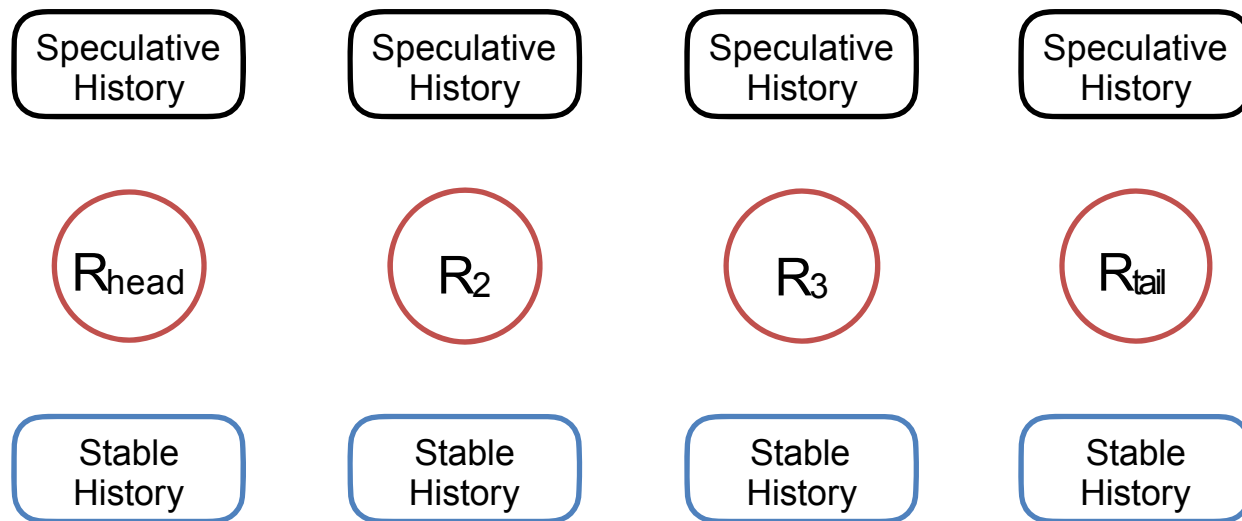 Speculative
History
Speculative
History
Speculative
History
Speculative
History
Rhead
R2
R3
Rtail
Stable
History
Stable
History
Stable
History
Stable
History